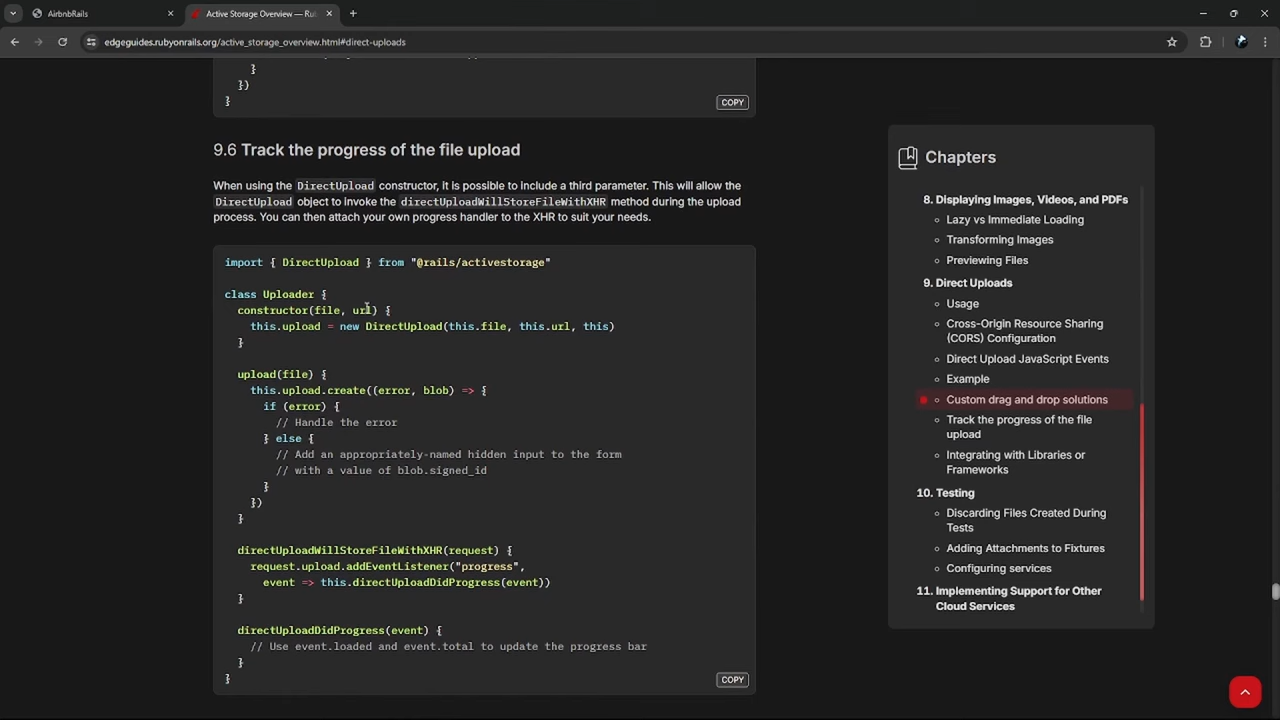 AirbnbRails
Active Storage Overview — Ru
edgeguides.rubyonrails.org/active_storage_overview.html#direct-uploads
}
})
}
COPY
9.6 Track the progress of the file upload
When using the DirectUpload constructor, it is possible to include a third parameter. This will allow the
DirectUpload object to invoke the directUploadWillStoreFileWithXHR method during the upload
process. You can then attach your own progress handler to the XHR to suit your needs.
import { DirectUpload } from "@rails/activestorage"
class Uploader {
constructor(file, url) {
this.upload = new DirectUpload(this.file, this.url, this)
}
upload(file) {
this.upload.create((error, blob) => {
if (error) {
// Handle the error
} else {
// Add an appropriately-named hidden input to the form
// with a value of blob.signed_id
}
})
}
directUploadWillStoreFileWithXHR(request) {
request.upload.addEventListener("progress",
event => this.directUploadDidProgress(event))
}
directUploadDidProgress(event) {
// Use event.loaded and event.total to update the progress bar
}
}
COPY
Chapters
8. Displaying Images, Videos, and PDFs
Lazy vs Immediate Loading
Transforming Images
Previewing Files
9. Direct Uploads
Usage
Cross-Origin Resource Sharing
(CORS) Configuration
Direct Upload JavaScript Events
Example
Custom drag and drop solutions
Track the progress of the file
upload
Integrating with Libraries or
Frameworks
10. Testing
Discarding Files Created During
Tests
Adding Attachments to Fixtures
Configuring services
11. Implementing Support for Other
Cloud Services